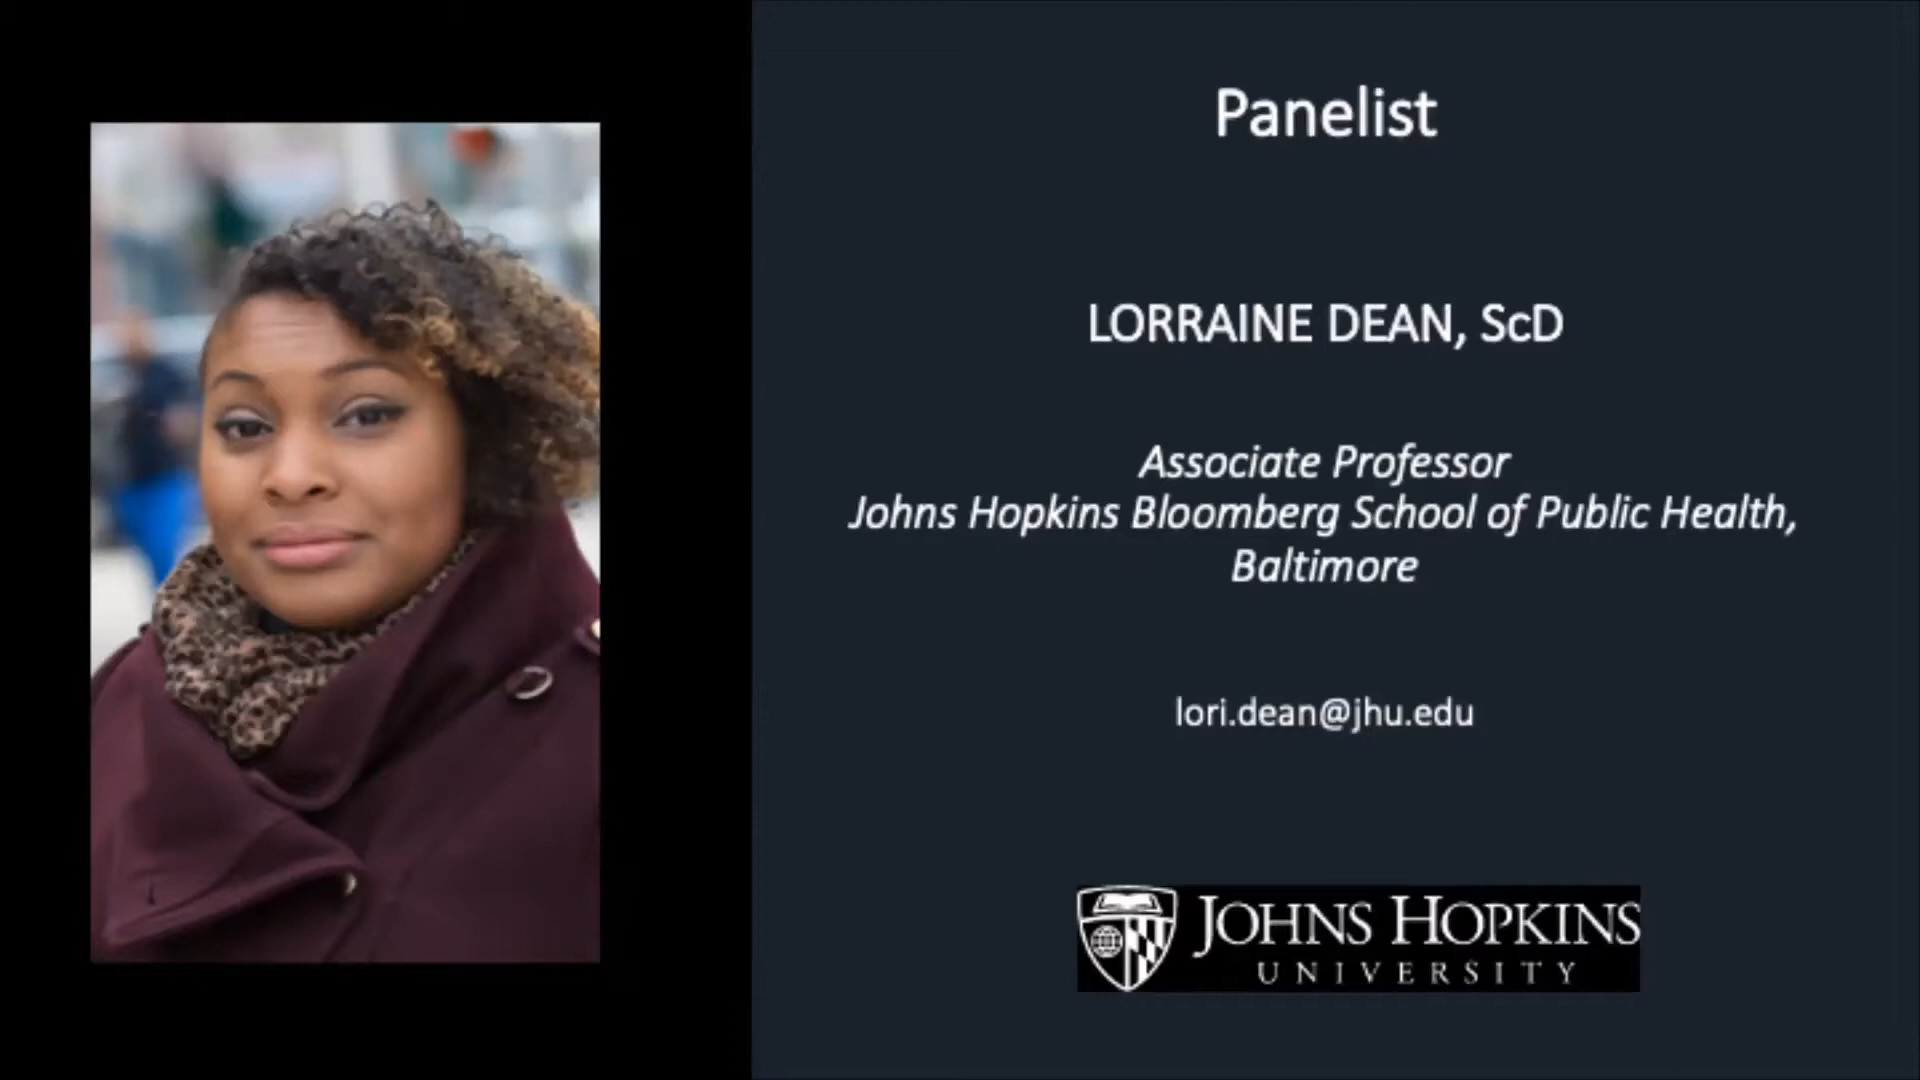 Panelist
LORRAINE DEAN, ScD
Associate Professor
Johns Hopkins Bloomberg School of Public Health,
Baltimore
lori.dean@jhu.edu
JOHNS HOPKINS
UNIVERSITY